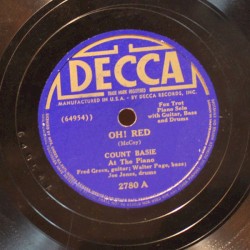 DECCA
TRADE MARK REGISTERED
MANUFACTURED IN U.S.A. BY DECCA RECORDS, INC.
(64954))
Fox Trot
Piano Solo
with Guitar, Bass
and Drums
OH! RED
(McCoy)
COUNT BASIE
At The Piano
Fred Grove, guitar; Walter Page, bass;
Joe Jones, drums
2780 A